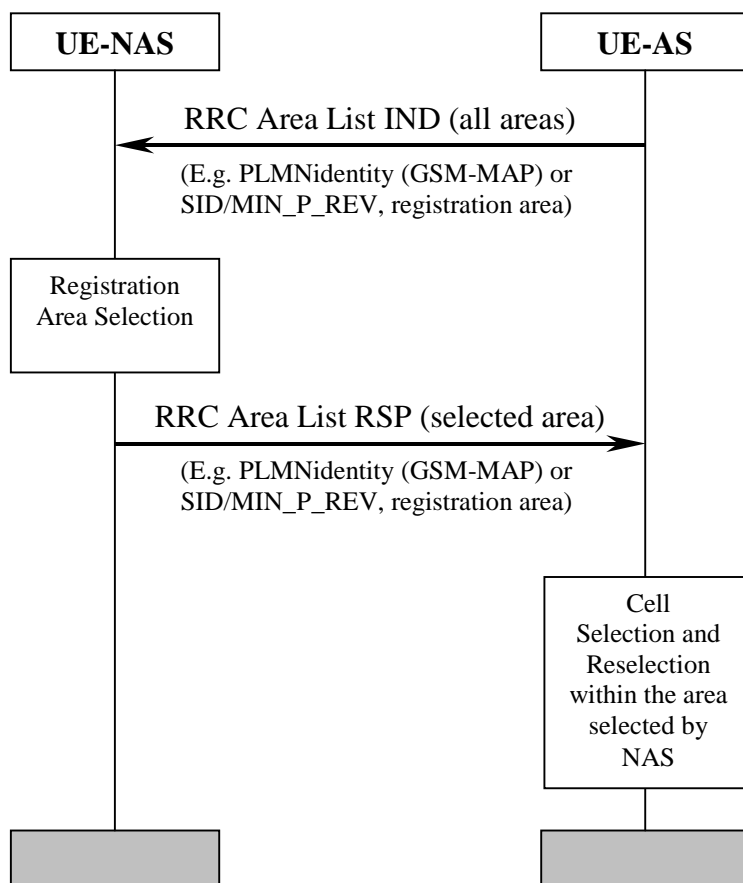 UE-NAS
UE-AS
RRC Area List IND (all areas)
(E.g. PLMNidentity (GSM-MAP) or
SID/MIN_P_REV, registration area)
Registration
Area Selection
RRC Area List RSP (selected area)
(E.g. PLMNidentity (GSM-MAP) or
SID/MIN_P_REV, registration area)
Cell
Selection and
Reselection
within the area
selected by
NAS